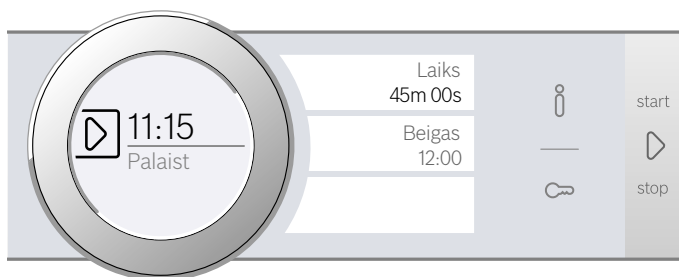 11:15
Palaist
Laiks
45m 00s
Beigas
12:00
start
stop